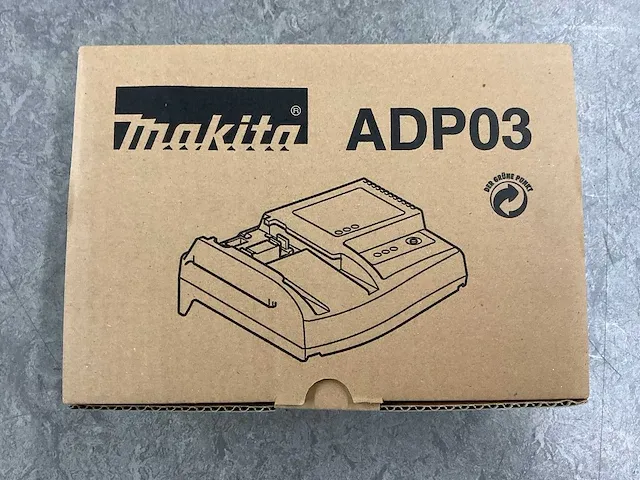 makita®
ADP03
DER GRÜNE PUNKT